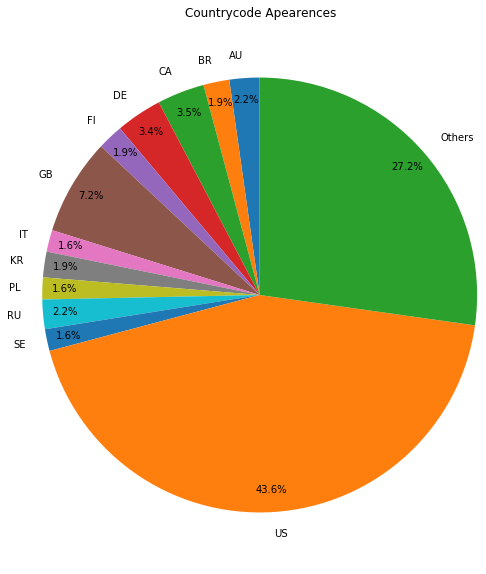 Countrycode Apearences
AU
2.2%
BR
1.9%
CA
3.5%
DE
3.4%
FI
1.9%
GB
7.2%
IT
1.6%
KR
1.9%
PL
1.6%
RU
2.2%
SE
1.6%
US
43.6%
Others
27.2%